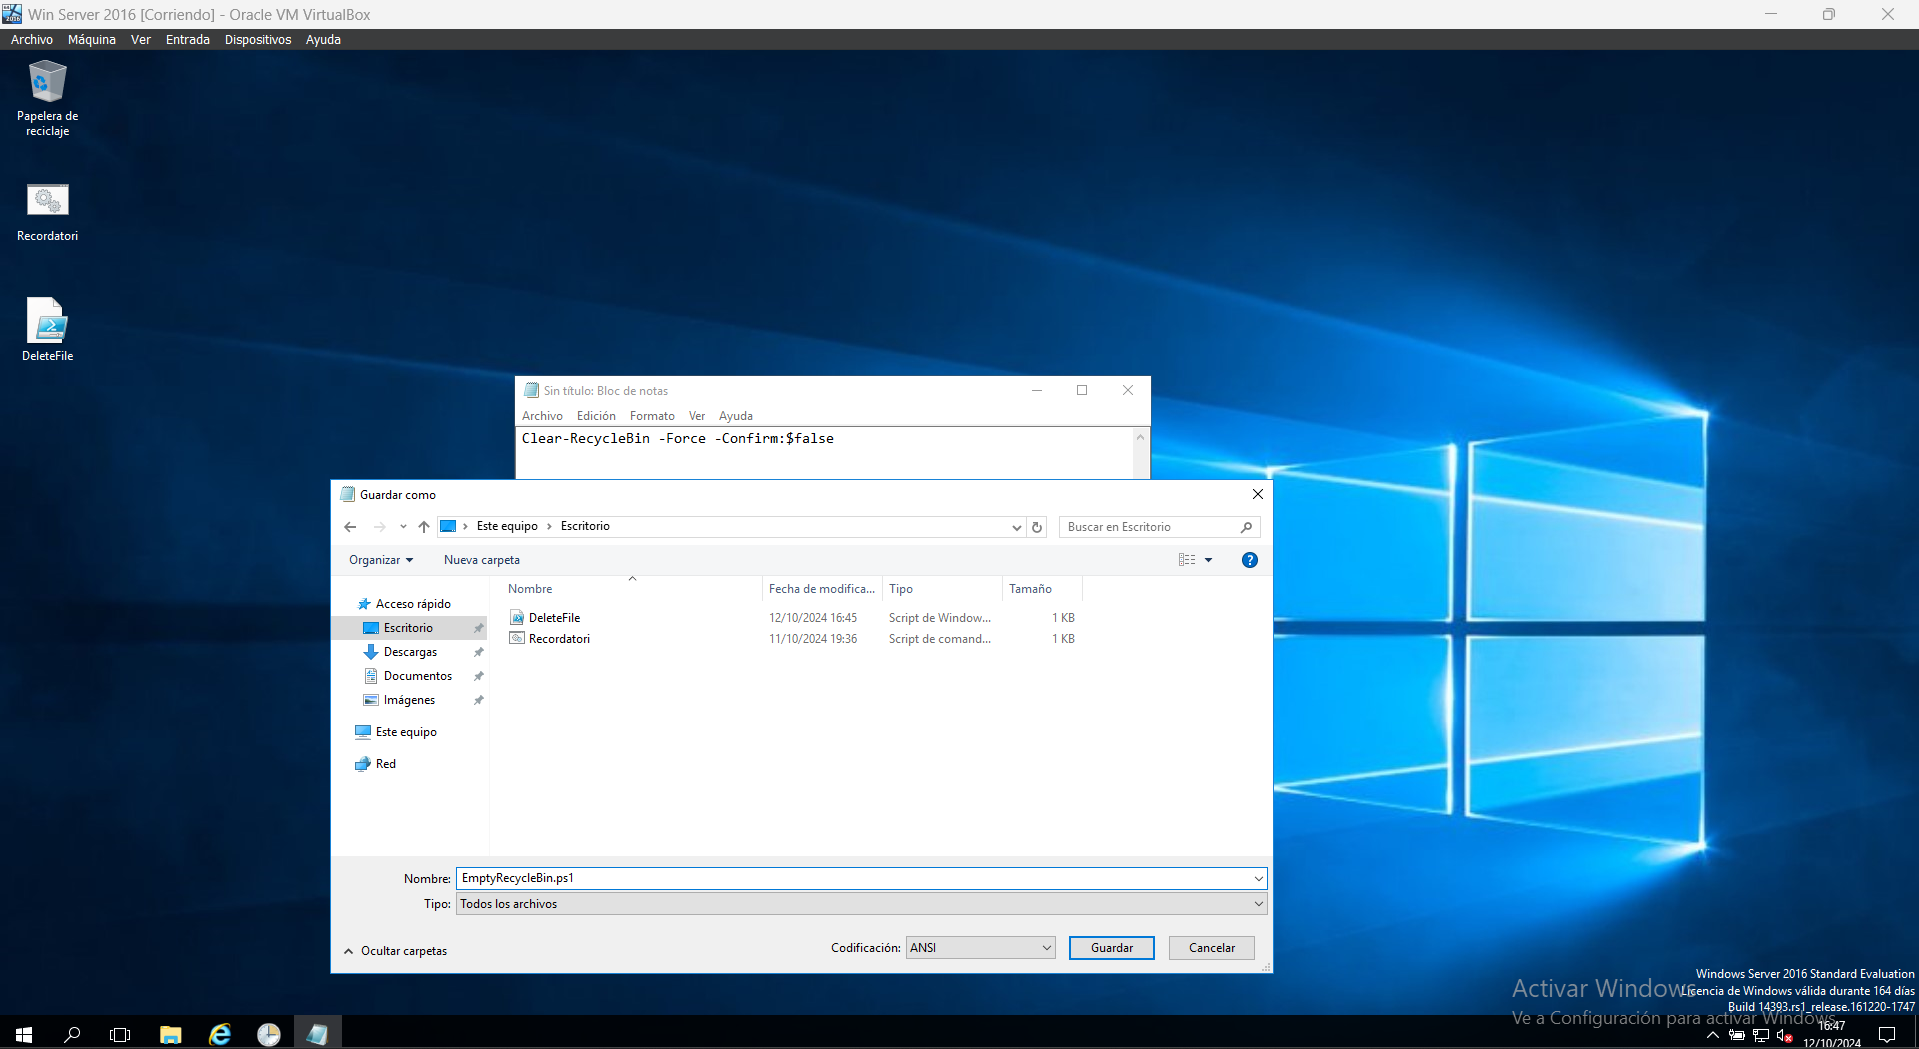 Win Server 2016 [Corriendo] - Oracle VM VirtualBox
Archivo Máquina Ver Entrada Dispositivos Ayuda
Papelera de
reciclaje
Recordatori
DeleteFile
Sin título: Bloc de notas
Archivo Edición Formato Ver Ayuda
Clear-RecycleBin -Force -Confirm:$false
Guardar como
Este equipo Escritorio
Buscar en Escritorio
Organizar Nueva carpeta
Nombre Fecha de modifica... Tipo Tamaño
Acceso rápido
Escritorio
Descargas
Documentos
Imágenes
Este equipo
Red
DeleteFile 12/10/2024 16:45 Script de Window... 1 KB
Recordatori 11/10/2024 19:36 Script de comand... 1 KB
Nombre: EmptyRecycleBin.ps1
Tipo: Todos los archivos
Ocultar carpetas
Codificación: ANSI Guardar Cancelar
Activar Windows
Ve a Configuración para activar Windows.
Windows Server 2016 Standard Evaluation
Licencia de Windows válida durante 164 días
Build 14393.rs1_release.161220-1747
16:47
12/10/2024